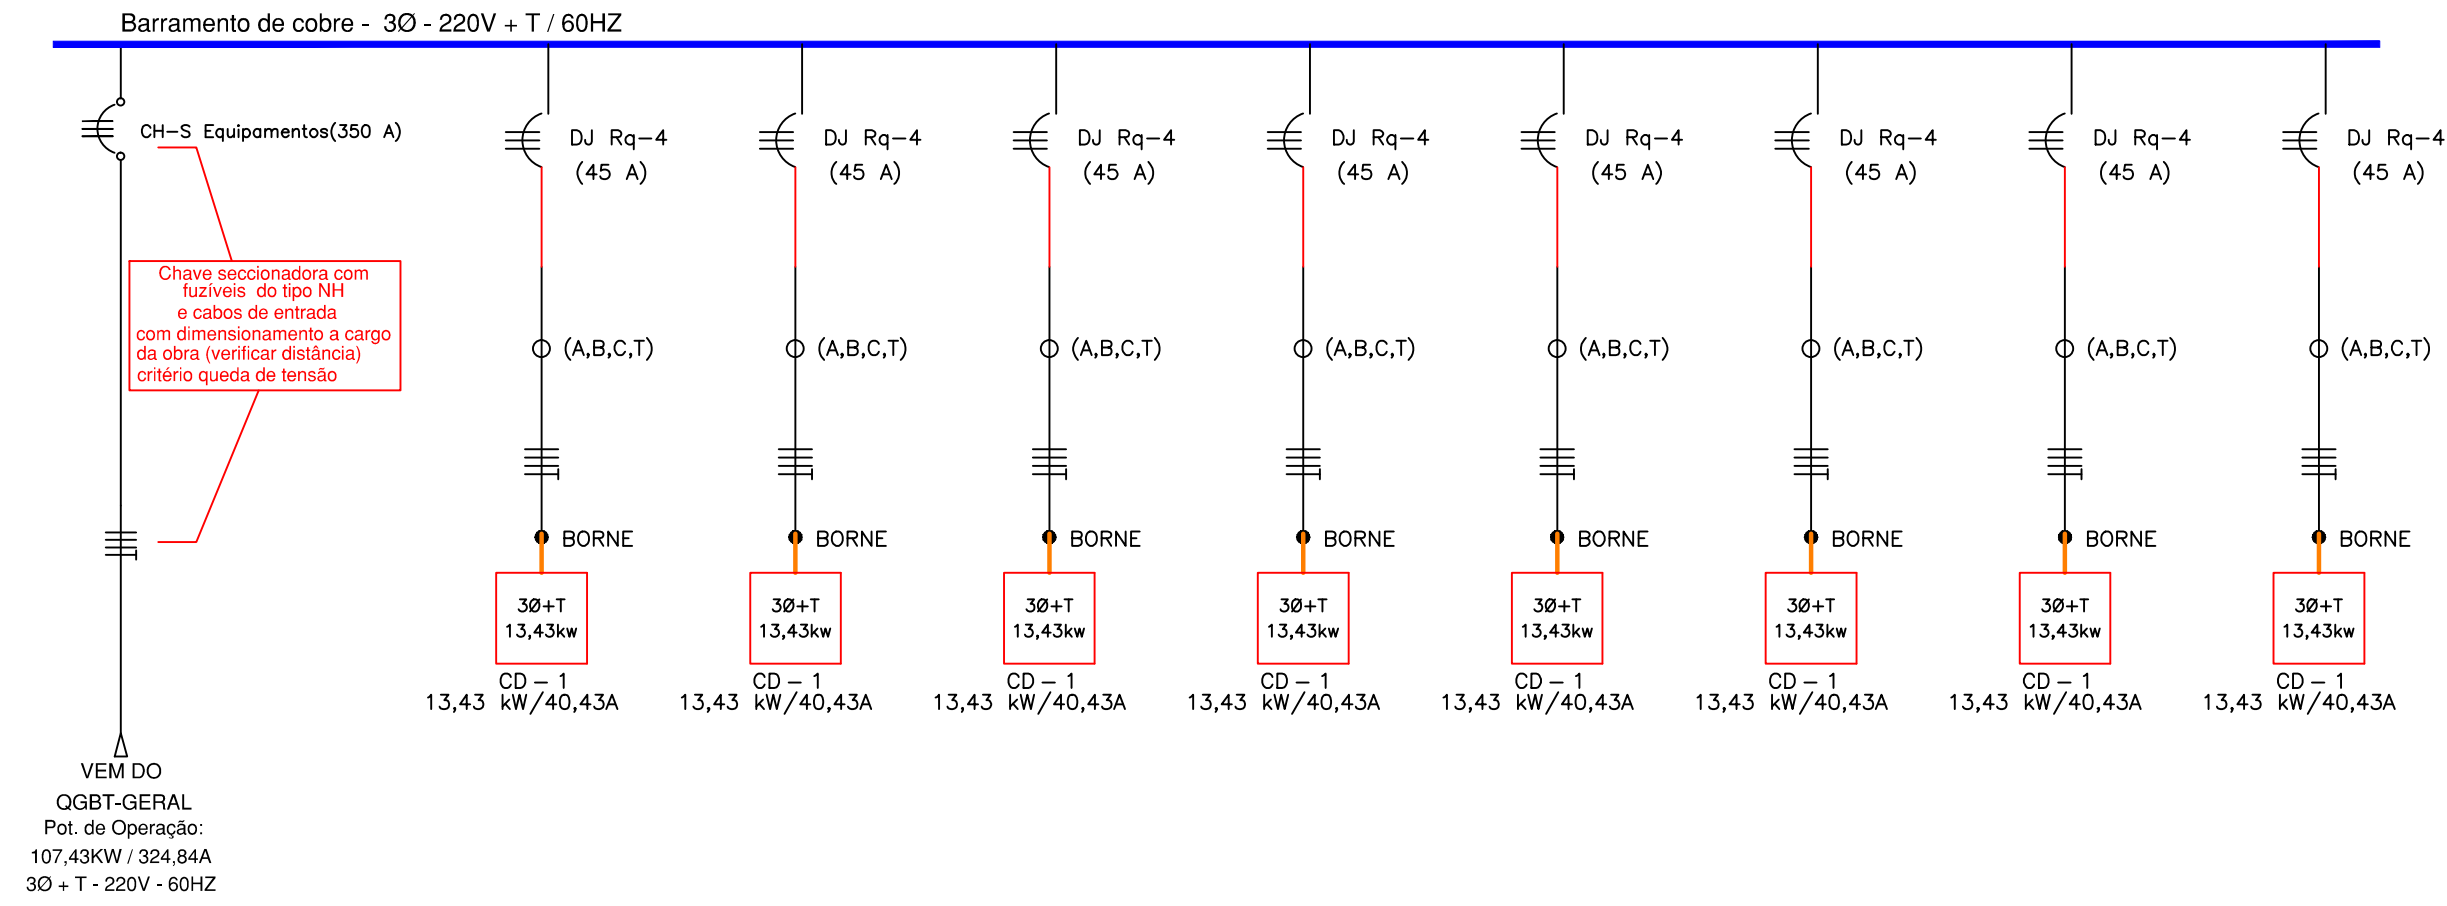 Barramento de cobre - 3Ø - 220V + T / 60HZ
CH-S Equipamentos(350 A)
Chave seccionadora com
fuzíveis do tipo NH
e cabos de entrada
com dimensionamento a cargo
da obra (verificar distância)
critério queda de tensão
VEM DO
QGBT-GERAL
Pot. de Operação:
107,43KW / 324,84A
3Ø + T - 220V - 60HZ
DJ Rq-4
(45 A)
(A,B,C,T)
BORNE
3Ø+T
13,43kw
CD - 1
13,43 kW/40,43A
DJ Rq-4
(45 A)
(A,B,C,T)
BORNE
3Ø+T
13,43kw
CD - 1
13,43 kW/40,43A
DJ Rq-4
(45 A)
(A,B,C,T)
BORNE
3Ø+T
13,43kw
CD - 1
13,43 kW/40,43A
DJ Rq-4
(45 A)
(A,B,C,T)
BORNE
3Ø+T
13,43kw
CD - 1
13,43 kW/40,43A
DJ Rq-4
(45 A)
(A,B,C,T)
BORNE
3Ø+T
13,43kw
CD - 1
13,43 kW/40,43A
DJ Rq-4
(45 A)
(A,B,C,T)
BORNE
3Ø+T
13,43kw
CD - 1
13,43 kW/40,43A
DJ Rq-4
(45 A)
(A,B,C,T)
BORNE
3Ø+T
13,43kw
CD - 1
13,43 kW/40,43A
DJ Rq-4
(45 A)
(A,B,C,T)
BORNE
3Ø+T
13,43kw
CD - 1
13,43 kW/40,43A